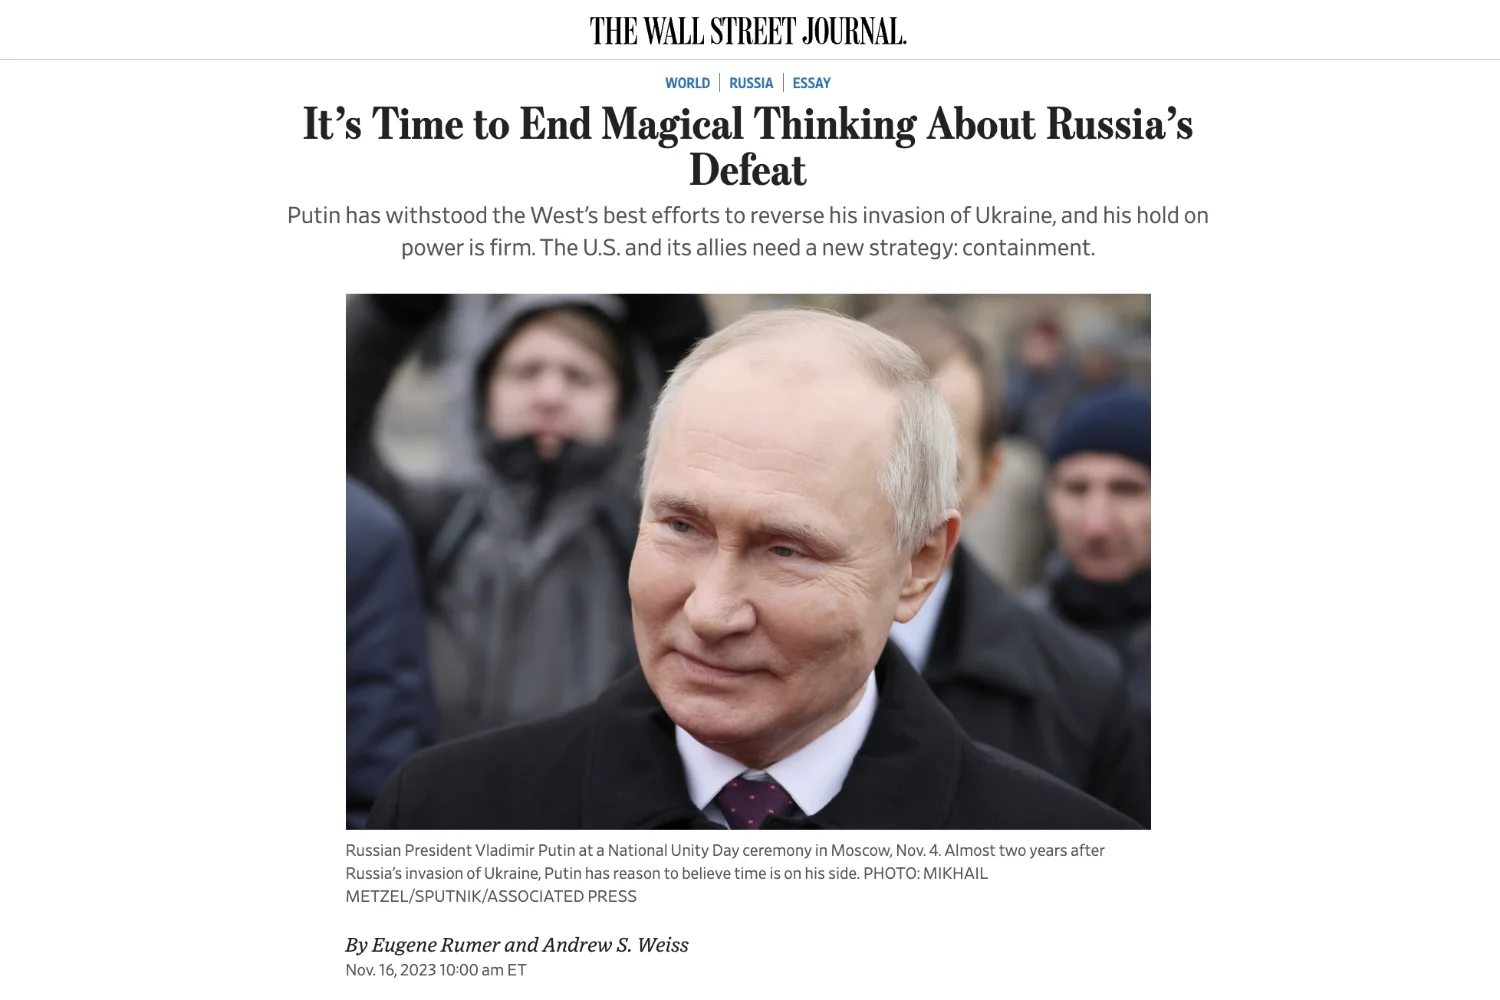 THE WALL STREET JOURNAL.
WORLD | RUSSIA | ESSAY
It’s Time to End Magical Thinking About Russia’s
Defeat
Putin has withstood the West’s best efforts to reverse his invasion of Ukraine, and his hold on
power is firm. The U.S. and its allies need a new strategy: containment.
Russian President Vladimir Putin at a National Unity Day ceremony in Moscow, Nov. 4. Almost two years after
Russia’s invasion of Ukraine, Putin has reason to believe time is on his side. PHOTO: MIKHAIL
METZEL/SPUTNIK/ASSOCIATED PRESS
By Eugene Rumer and Andrew S. Weiss
Nov. 16, 2023 10:00 am ET